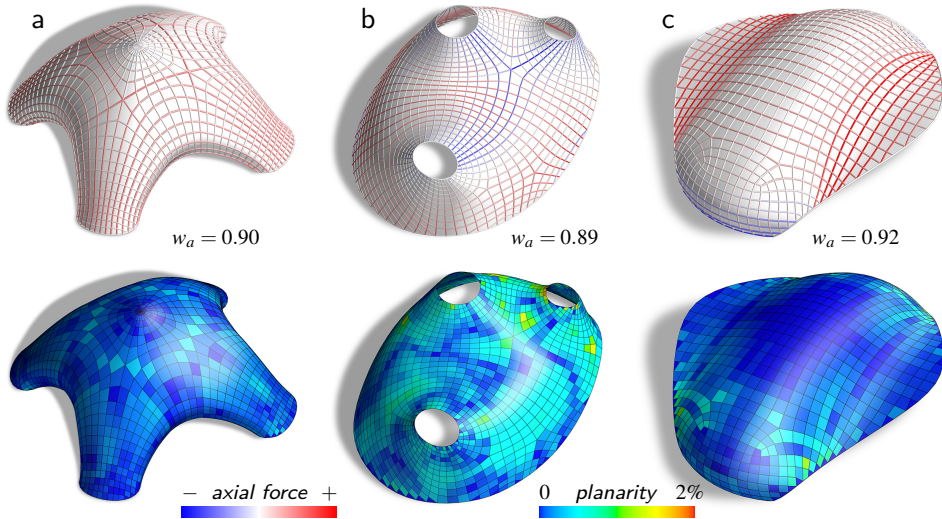 a
b
c
w_a = 0.90
w_a = 0.89
w_a = 0.92
− axial force +
0 planarity 2%